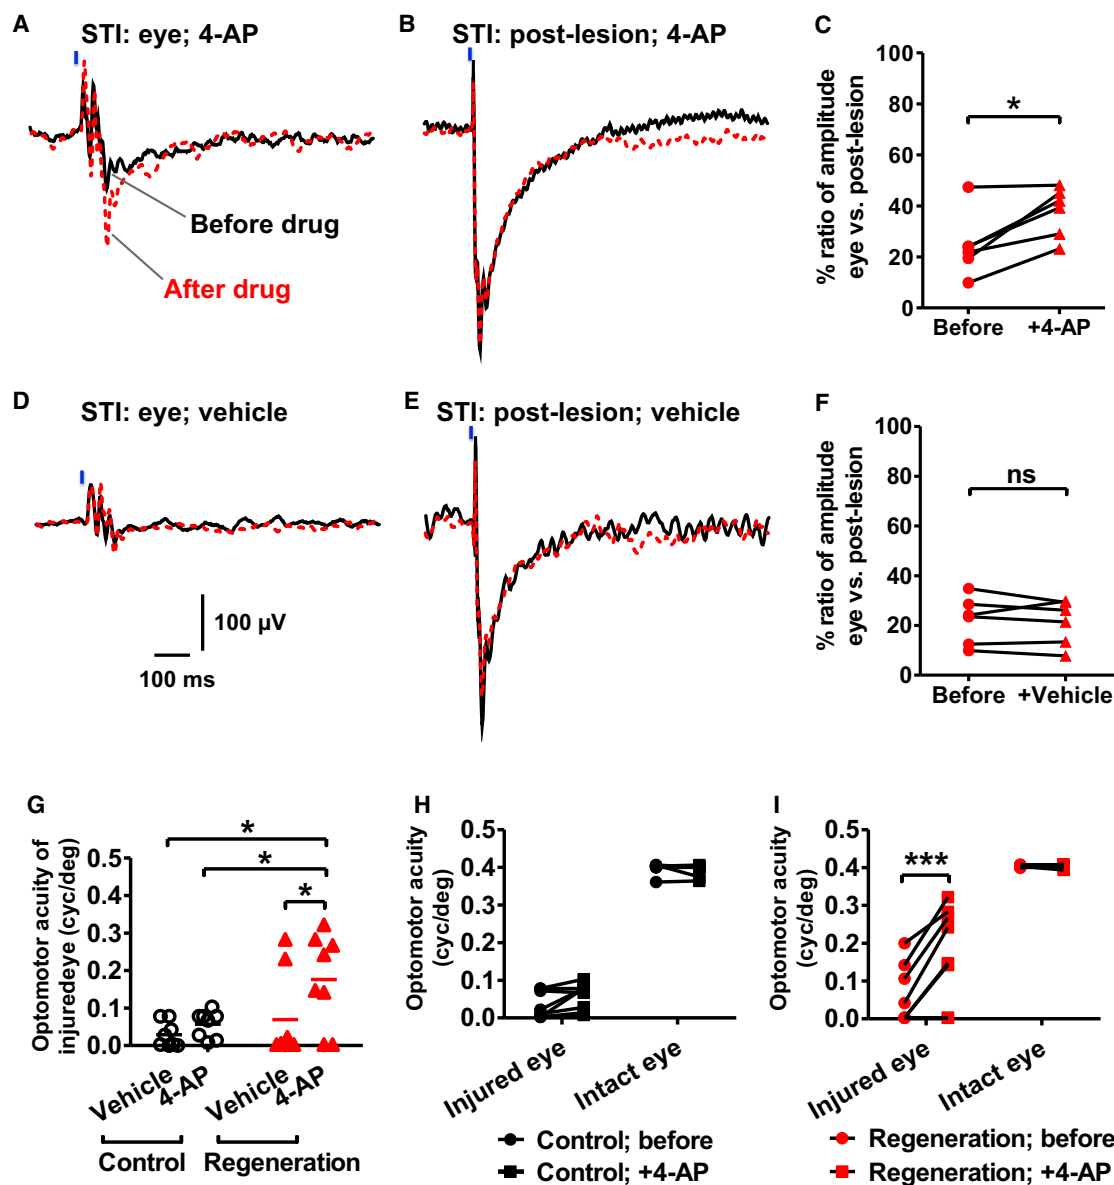 A
STI: eye; 4-AP
Before drug
After drug
B
STI: post-lesion; 4-AP
C
% ratio of amplitude
eye vs. post-lesion
100
80
60
40
20
0
*
Before
+4-AP
D
STI: eye; vehicle
100 µV
100 ms
E
STI: post-lesion; vehicle
F
% ratio of amplitude
eye vs. post-lesion
100
80
60
40
20
0
ns
Before
+Vehicle
G
Optomotor acuity of
injuredeye (cyc/deg)
0.5
0.4
0.3
0.2
0.1
0.0
*
*
*
Vehicle
4-AP
Vehicle
4-AP
Control
Regeneration
H
Optomotor acuity
(cyc/deg)
0.5
0.4
0.3
0.2
0.1
0.0
Injured eye
Intact eye
Control; before
Control; +4-AP
I
Optomotor acuity
(cyc/deg)
0.5
0.4
0.3
0.2
0.1
0.0
***
Injured eye
Intact eye
Regeneration; before
Regeneration; +4-AP